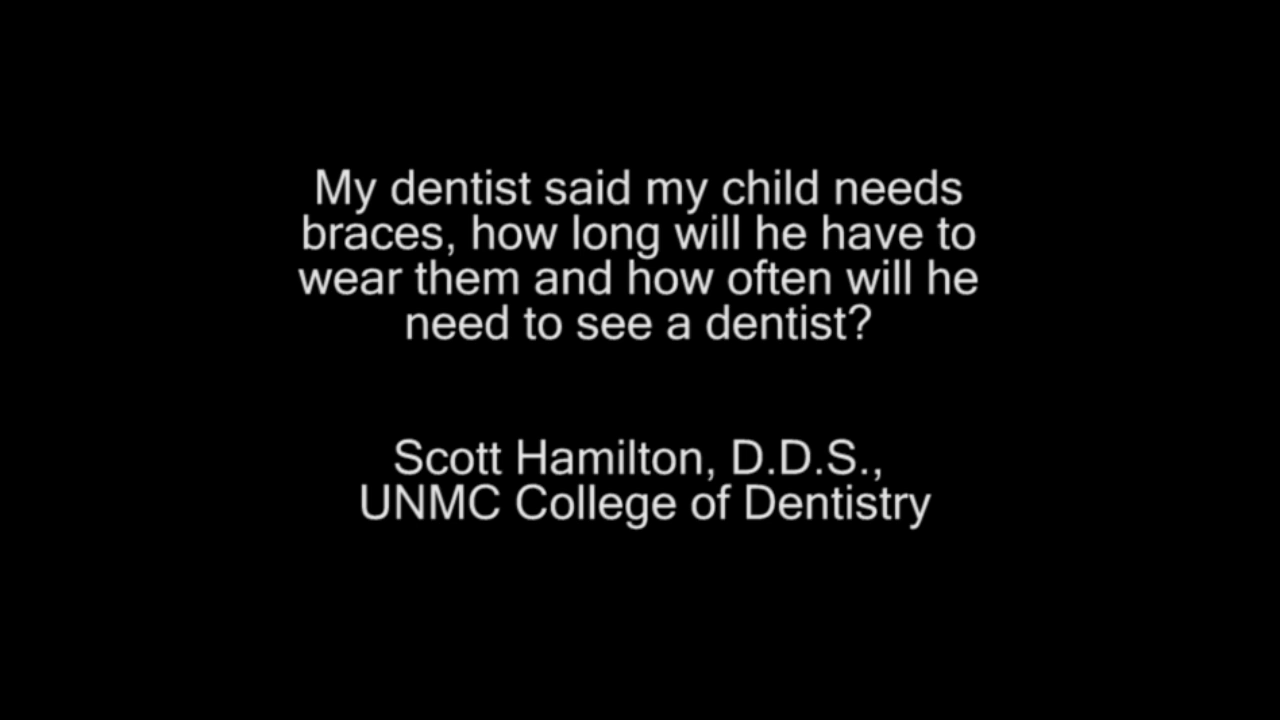 My dentist said my child needs
braces, how long will he have to
wear them and how often will he
need to see a dentist?
Scott Hamilton, D.D.S.,
UNMC College of Dentistry